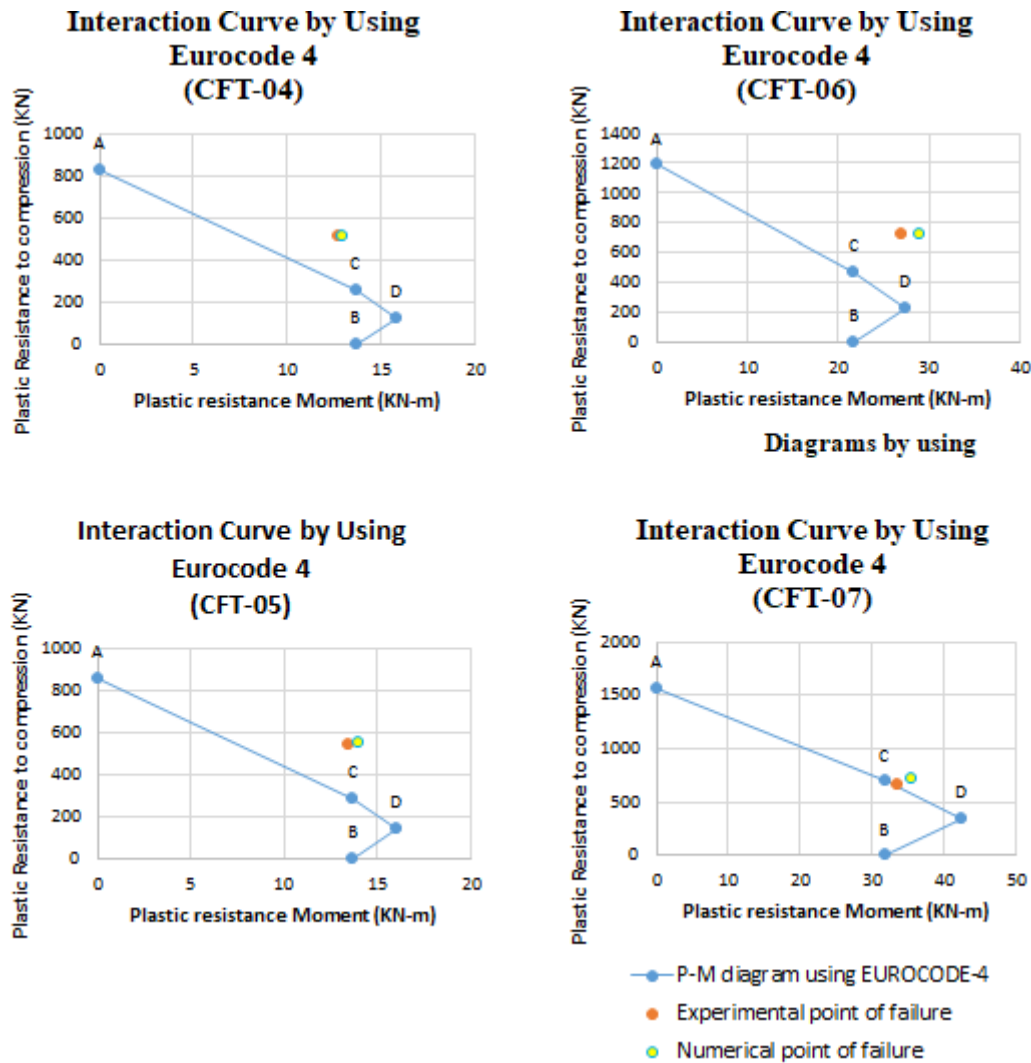 Interaction Curve by Using
Eurocode 4
(CFT-04)
Plastic Resistance to compression (KN)
1000
800
600
400
200
0
A
C
D
B
0 5 10 15 20
Plastic resistance Moment (KN-m)
Interaction Curve by Using
Eurocode 4
(CFT-06)
Plastic Resistance to compression (KN)
1400
1200
1000
800
600
400
200
0
A
C
D
B
0 10 20 30 40
Plastic resistance Moment (KN-m)
Diagrams by using
Interaction Curve by Using
Eurocode 4
(CFT-05)
Plastic Resistance to compression (KN)
1000
800
600
400
200
0
A
C
D
B
0 5 10 15 20
Plastic resistance Moment (KN-m)
Interaction Curve by Using
Eurocode 4
(CFT-07)
Plastic Resistance to compression (KN)
2000
1500
1000
500
0
A
C
D
B
0 10 20 30 40 50
Plastic resistance Moment (KN-m)
P-M diagram using EUROCODE-4
Experimental point of failure
Numerical point of failure